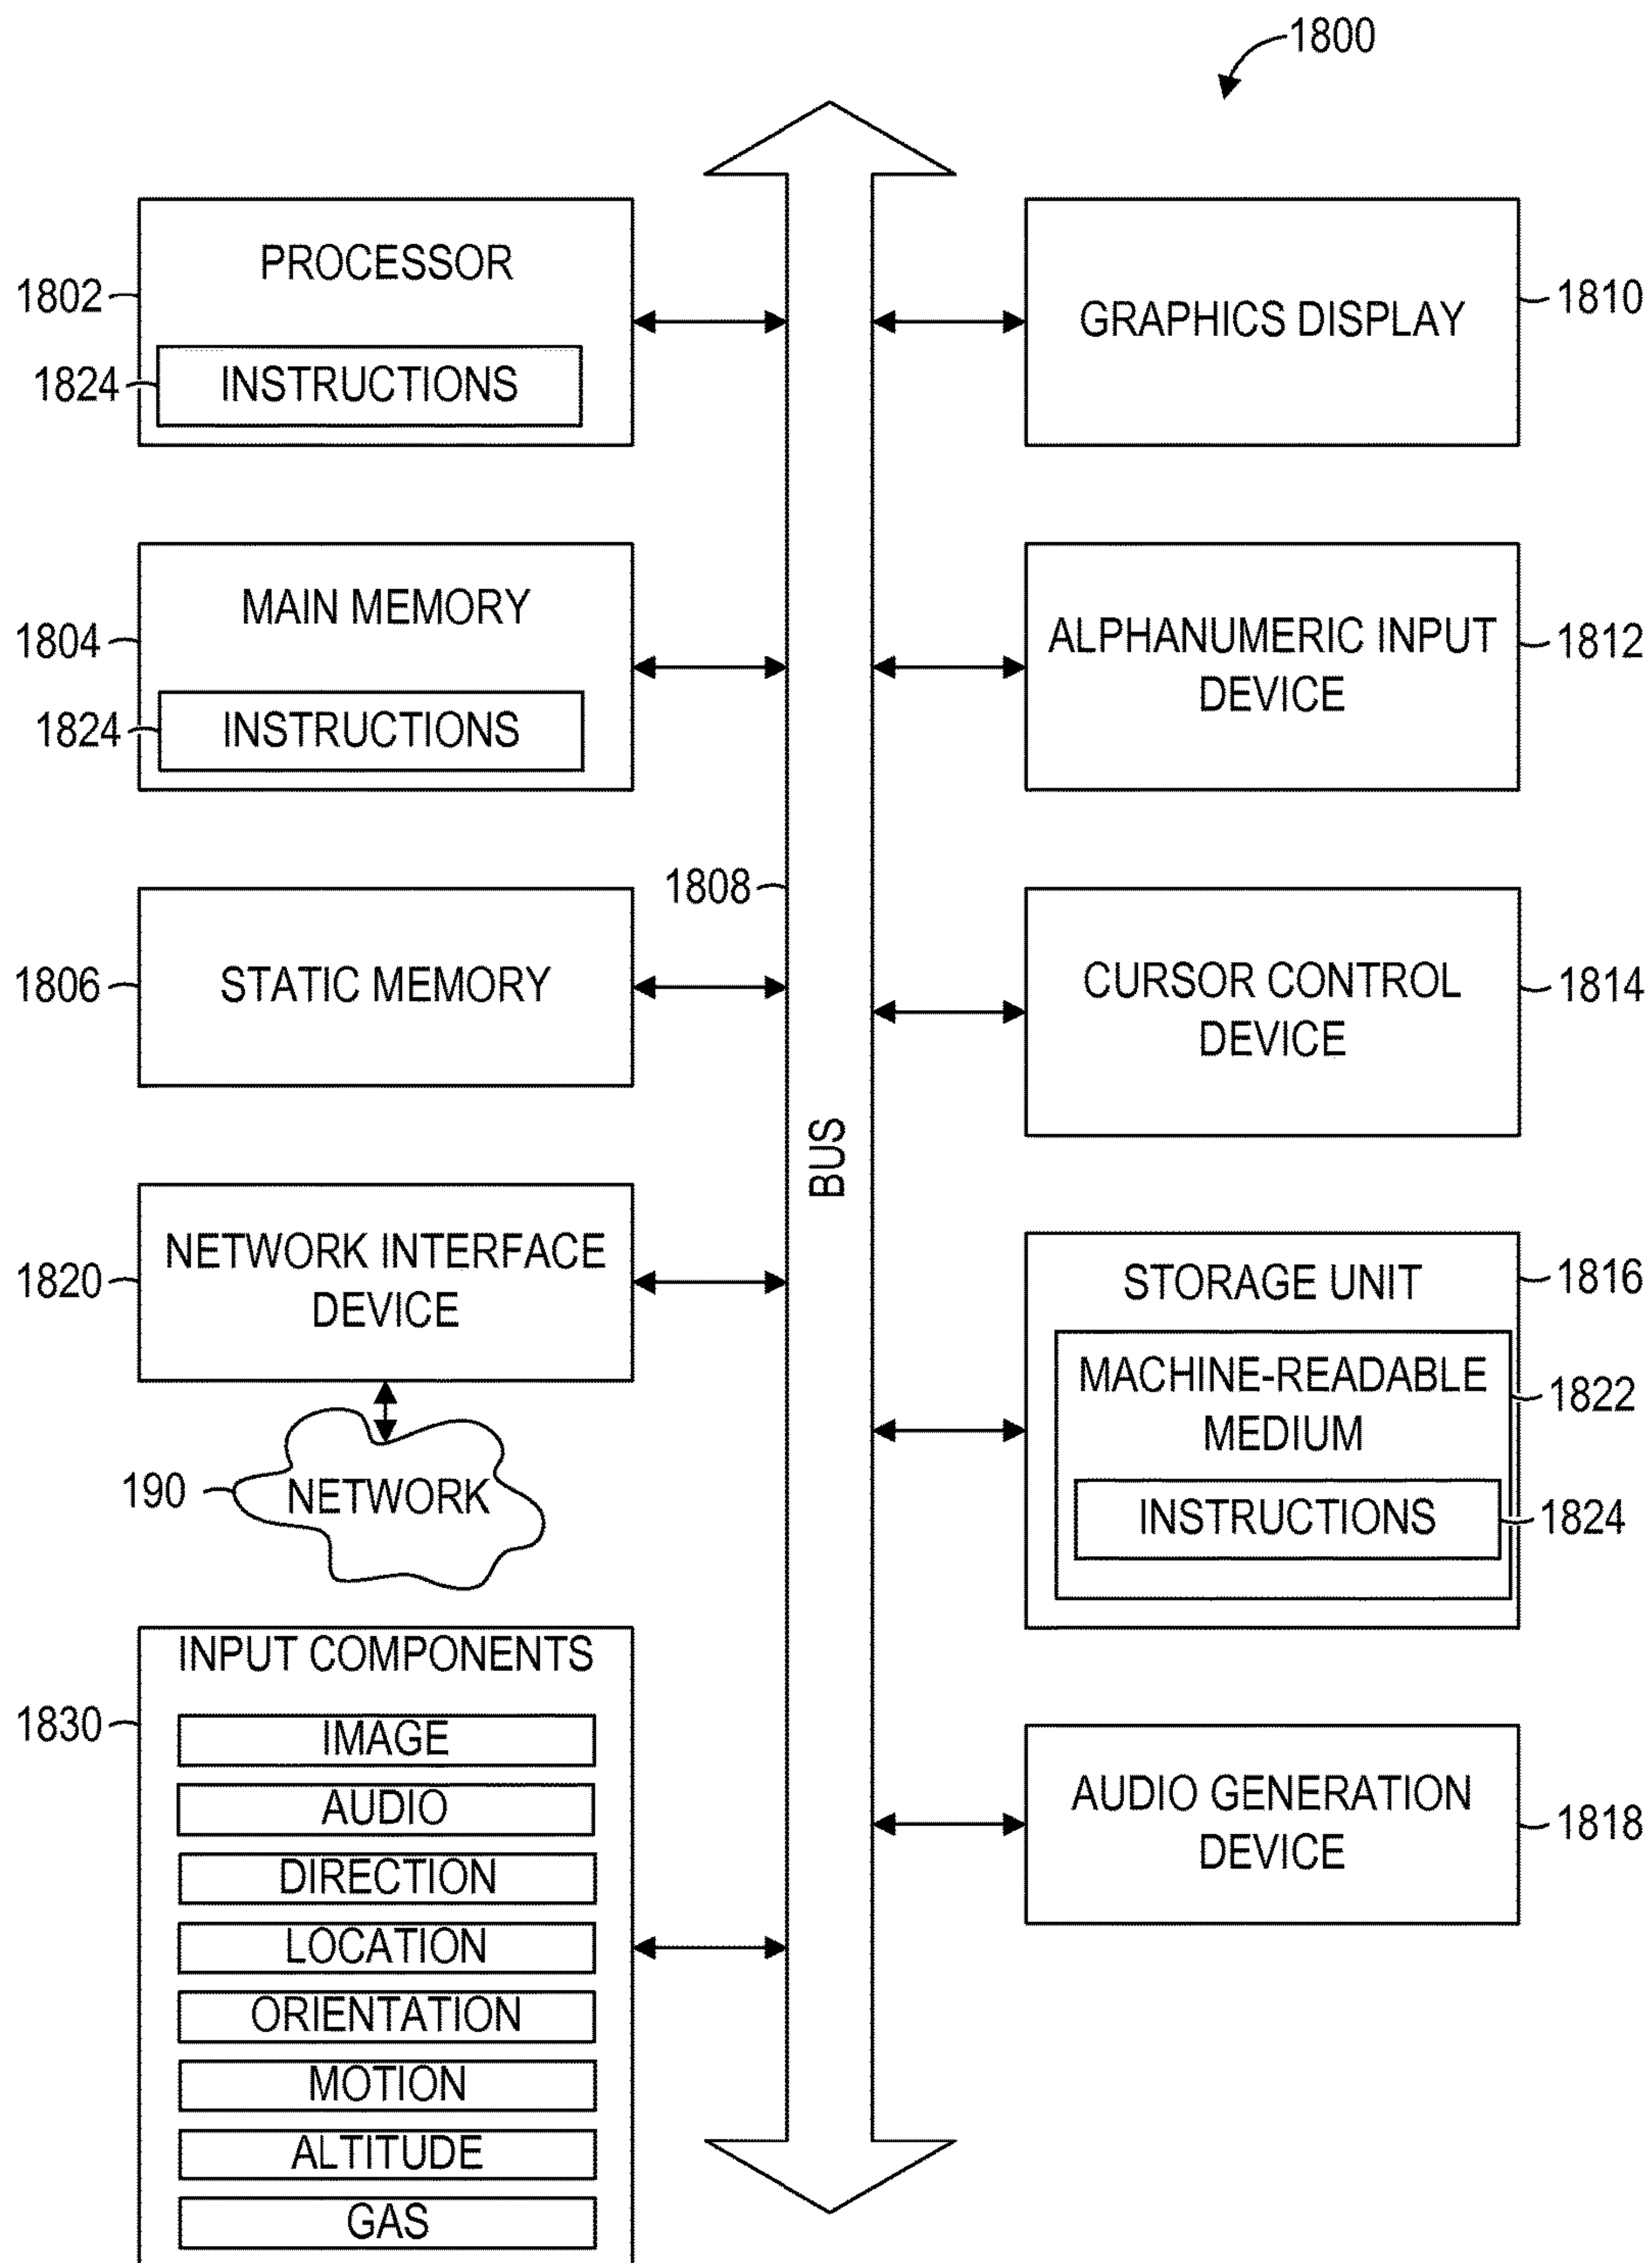 1800
PROCESSOR
1802
1824
INSTRUCTIONS
MAIN MEMORY
1804
1824
INSTRUCTIONS
1808
STATIC MEMORY
1806
NETWORK INTERFACE
DEVICE
1820
190
NETWORK
INPUT COMPONENTS
1830
IMAGE
AUDIO
DIRECTION
LOCATION
ORIENTATION
MOTION
ALTITUDE
GAS
BUS
GRAPHICS DISPLAY
1810
ALPHANUMERIC INPUT
DEVICE
1812
CURSOR CONTROL
DEVICE
1814
STORAGE UNIT
1816
MACHINE-READABLE
MEDIUM
1822
INSTRUCTIONS
1824
AUDIO GENERATION
DEVICE
1818